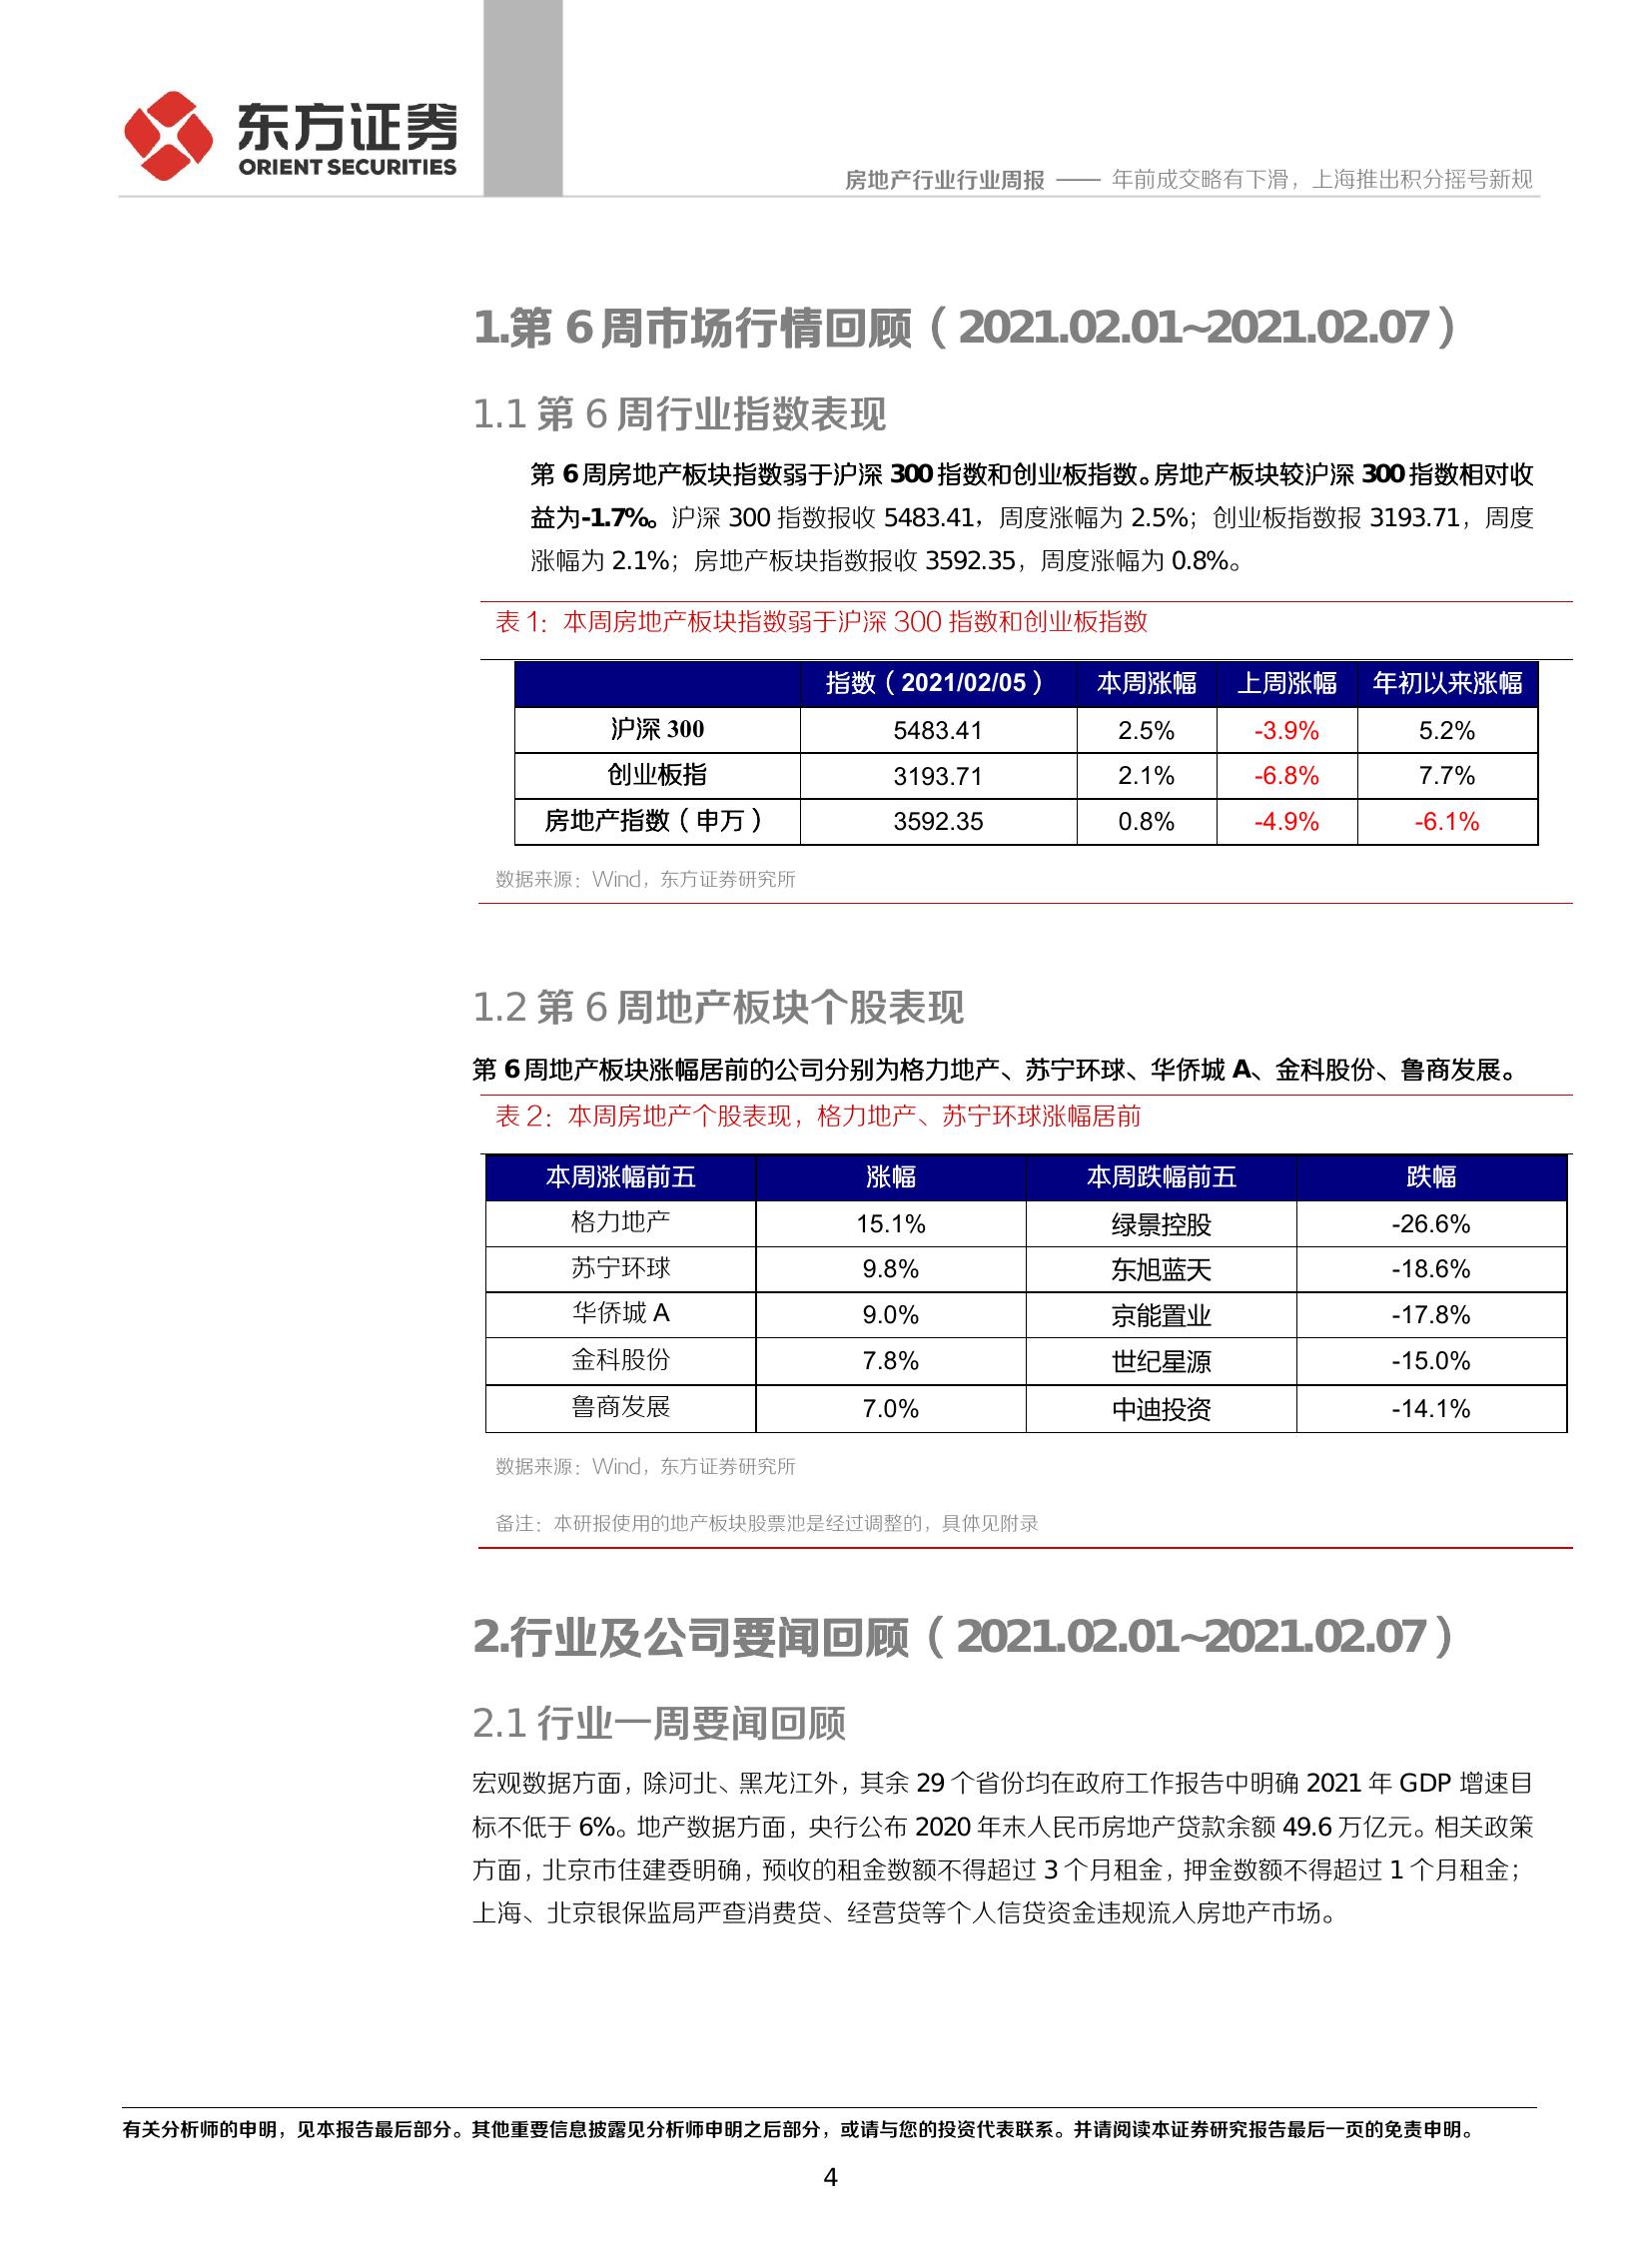 东方证券
ORIENT SECURITIES
房地产行业行业周报 —— 年前成交略有下滑，上海推出积分摇号新规
1.第 6 周市场行情回顾（2021.02.01~2021.02.07）
1.1 第 6 周行业指数表现
第 6 周房地产板块指数弱于沪深 300 指数和创业板指数。房地产板块较沪深 300 指数相对收
益为-1.7%。沪深 300 指数报收 5483.41，周度涨幅为 2.5%；创业板指数报 3193.71，周度
涨幅为 2.1%；房地产板块指数报收 3592.35，周度涨幅为 0.8%。
表 1：本周房地产板块指数弱于沪深 300 指数和创业板指数
指数（2021/02/05） 本周涨幅 上周涨幅 年初以来涨幅
沪深 300 5483.41 2.5% -3.9% 5.2%
创业板指 3193.71 2.1% -6.8% 7.7%
房地产指数（申万） 3592.35 0.8% -4.9% -6.1%
数据来源：Wind，东方证券研究所
1.2 第 6 周地产板块个股表现
第 6 周地产板块涨幅居前的公司分别为格力地产、苏宁环球、华侨城 A、金科股份、鲁商发展。
表 2：本周房地产个股表现，格力地产、苏宁环球涨幅居前
本周涨幅前五 涨幅 本周跌幅前五 跌幅
格力地产 15.1% 绿景控股 -26.6%
苏宁环球 9.8% 东旭蓝天 -18.6%
华侨城 A 9.0% 京能置业 -17.8%
金科股份 7.8% 世纪星源 -15.0%
鲁商发展 7.0% 中迪投资 -14.1%
数据来源：Wind，东方证券研究所
备注：本研报使用的地产板块股票池是经过调整的，具体见附录
2.行业及公司要闻回顾（2021.02.01~2021.02.07）
2.1 行业一周要闻回顾
宏观数据方面，除河北、黑龙江外，其余 29 个省份均在政府工作报告中明确 2021 年 GDP 增速目
标不低于 6%。地产数据方面，央行公布 2020 年末人民币房地产贷款余额 49.6 万亿元。相关政策
方面，北京市住建委明确，预收的租金数额不得超过 3 个月租金，押金数额不得超过 1 个月租金；
上海、北京银保监局严查消费贷、经营贷等个人信贷资金违规流入房地产市场。
有关分析师的申明，见本报告最后部分。其他重要信息披露见分析师申明之后部分，或请与您的投资代表联系。并请阅读本证券研究报告最后一页的免责申明。
4